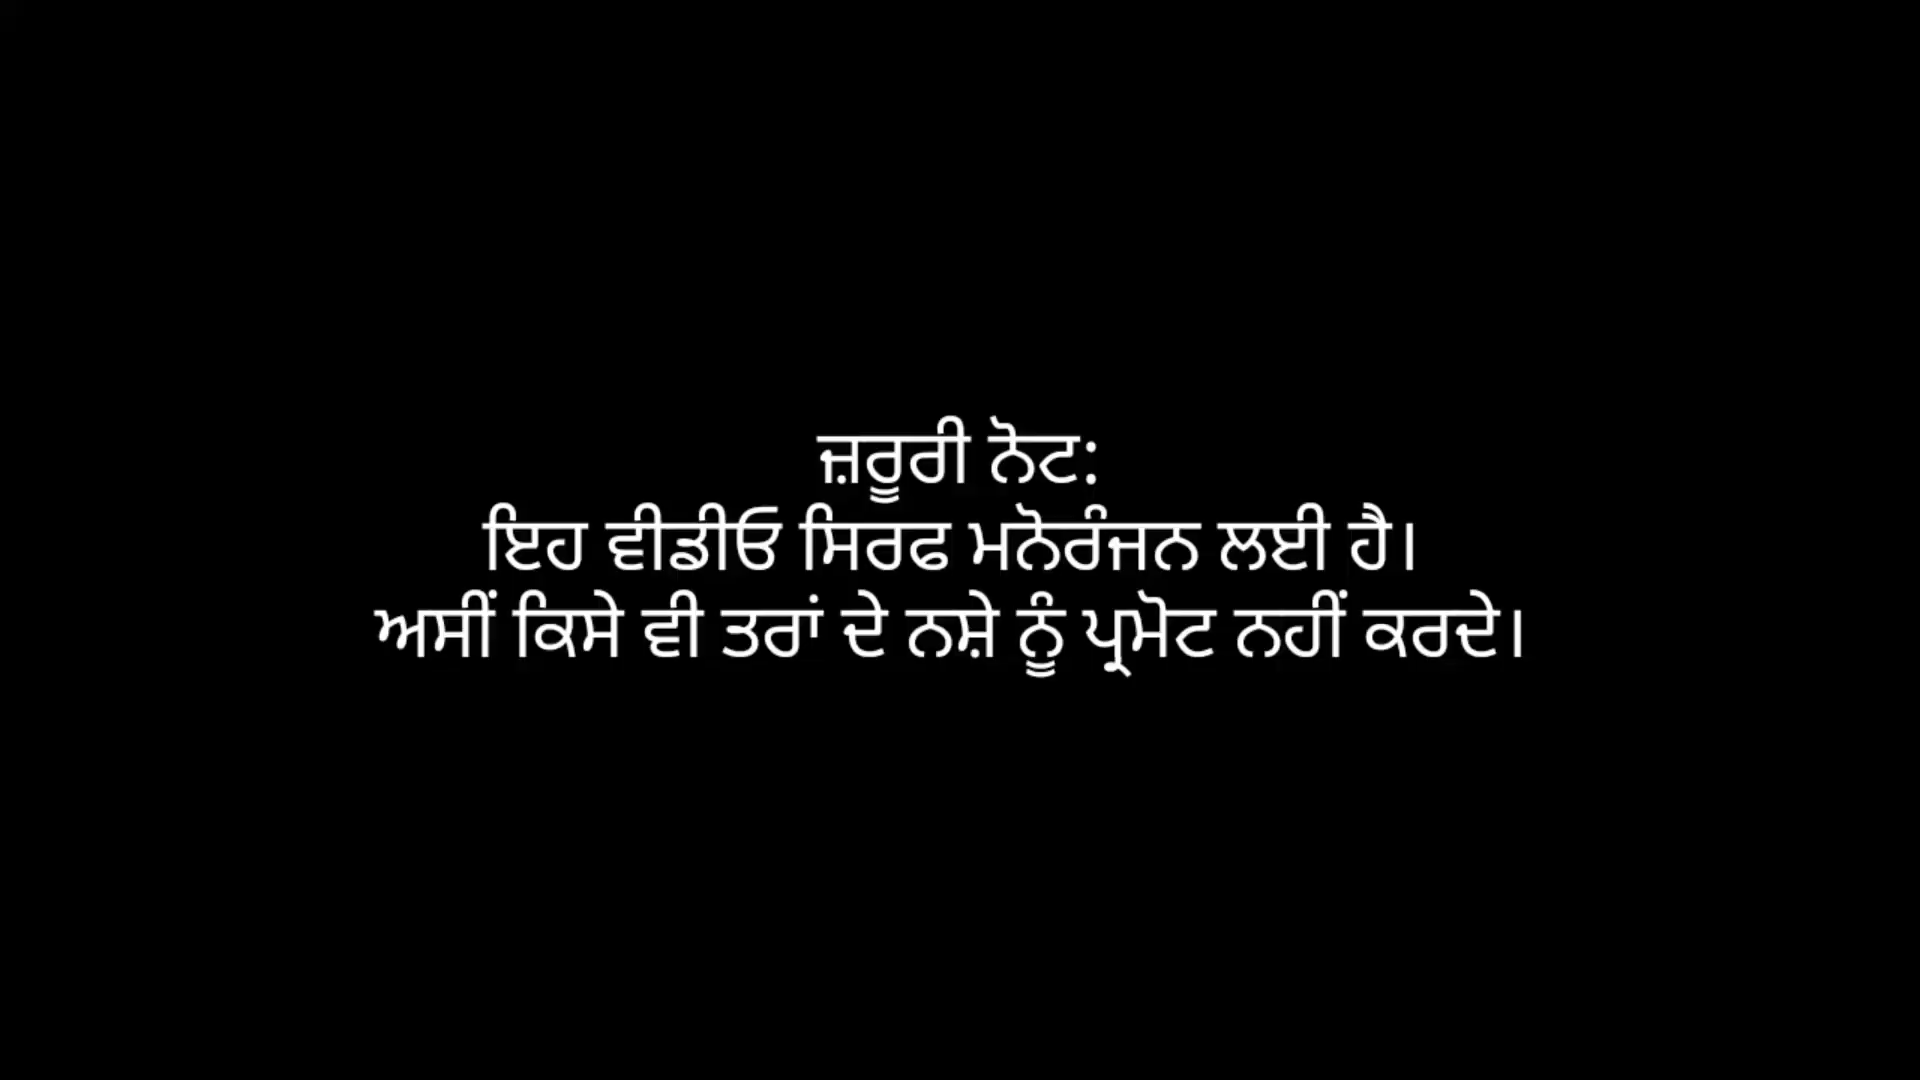 ਜ਼ਰੂਰੀ ਨੋਟ:
ਇਹ ਵੀਡੀਓ ਸਿਰਫ ਮਨੋਰੰਜਨ ਲਈ ਹੈ।
ਅਸੀਂ ਕਿਸੇ ਵੀ ਤਰਾਂ ਦੇ ਨਸ਼ੇ ਨੂੰ ਪ੍ਰਮੋਟ ਨਹੀਂ ਕਰਦੇ।